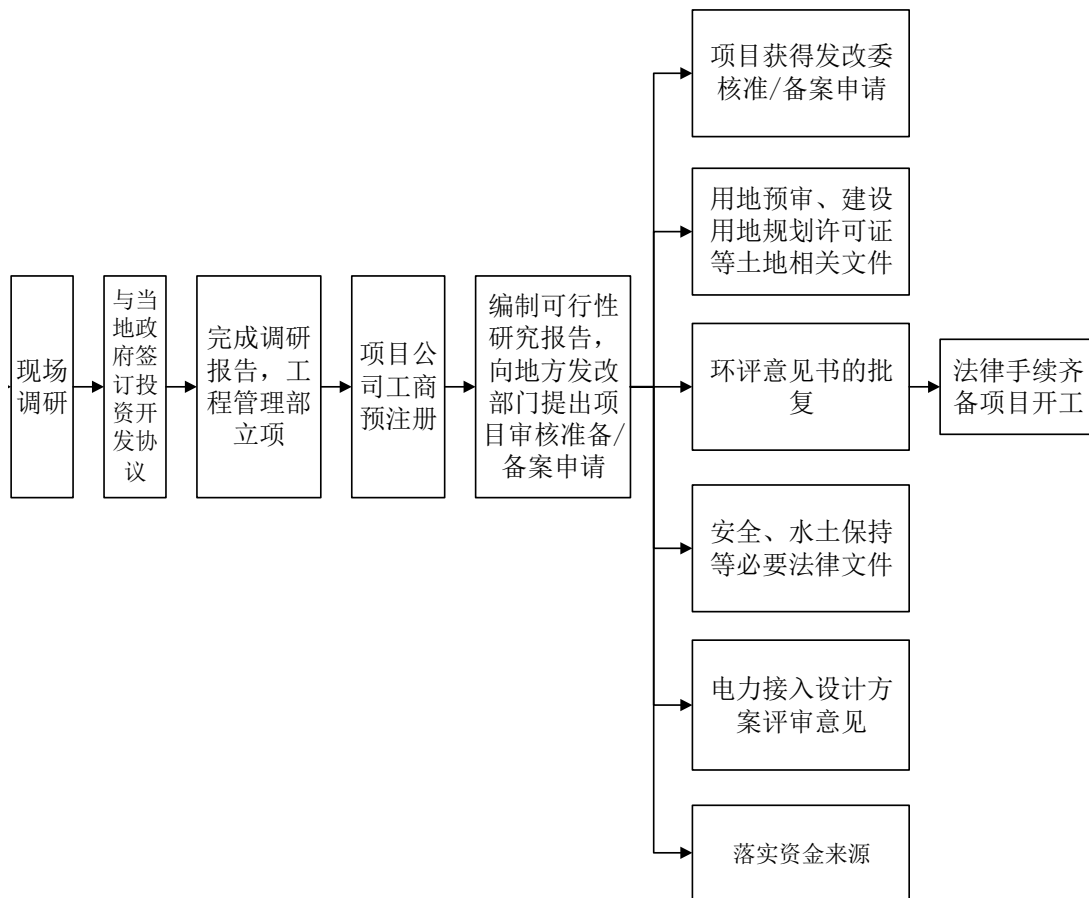 现场
调研
与当
地政
府签
订投
资开
发协
议
完成调研
报告，工
程管理部
立项
项目公
司工商
预注册
编制可行性
研究报告，
向地方发改
部门提出项
目审核准备/
备案申请
项目获得发改委
核准/备案申请
用地预审、建设
用地规划许可证
等土地相关文件
环评意见书的批
复
安全、水土保持
等必要法律文件
电力接入设计方
案评审意见
落实资金来源
法律手续齐
备项目开工